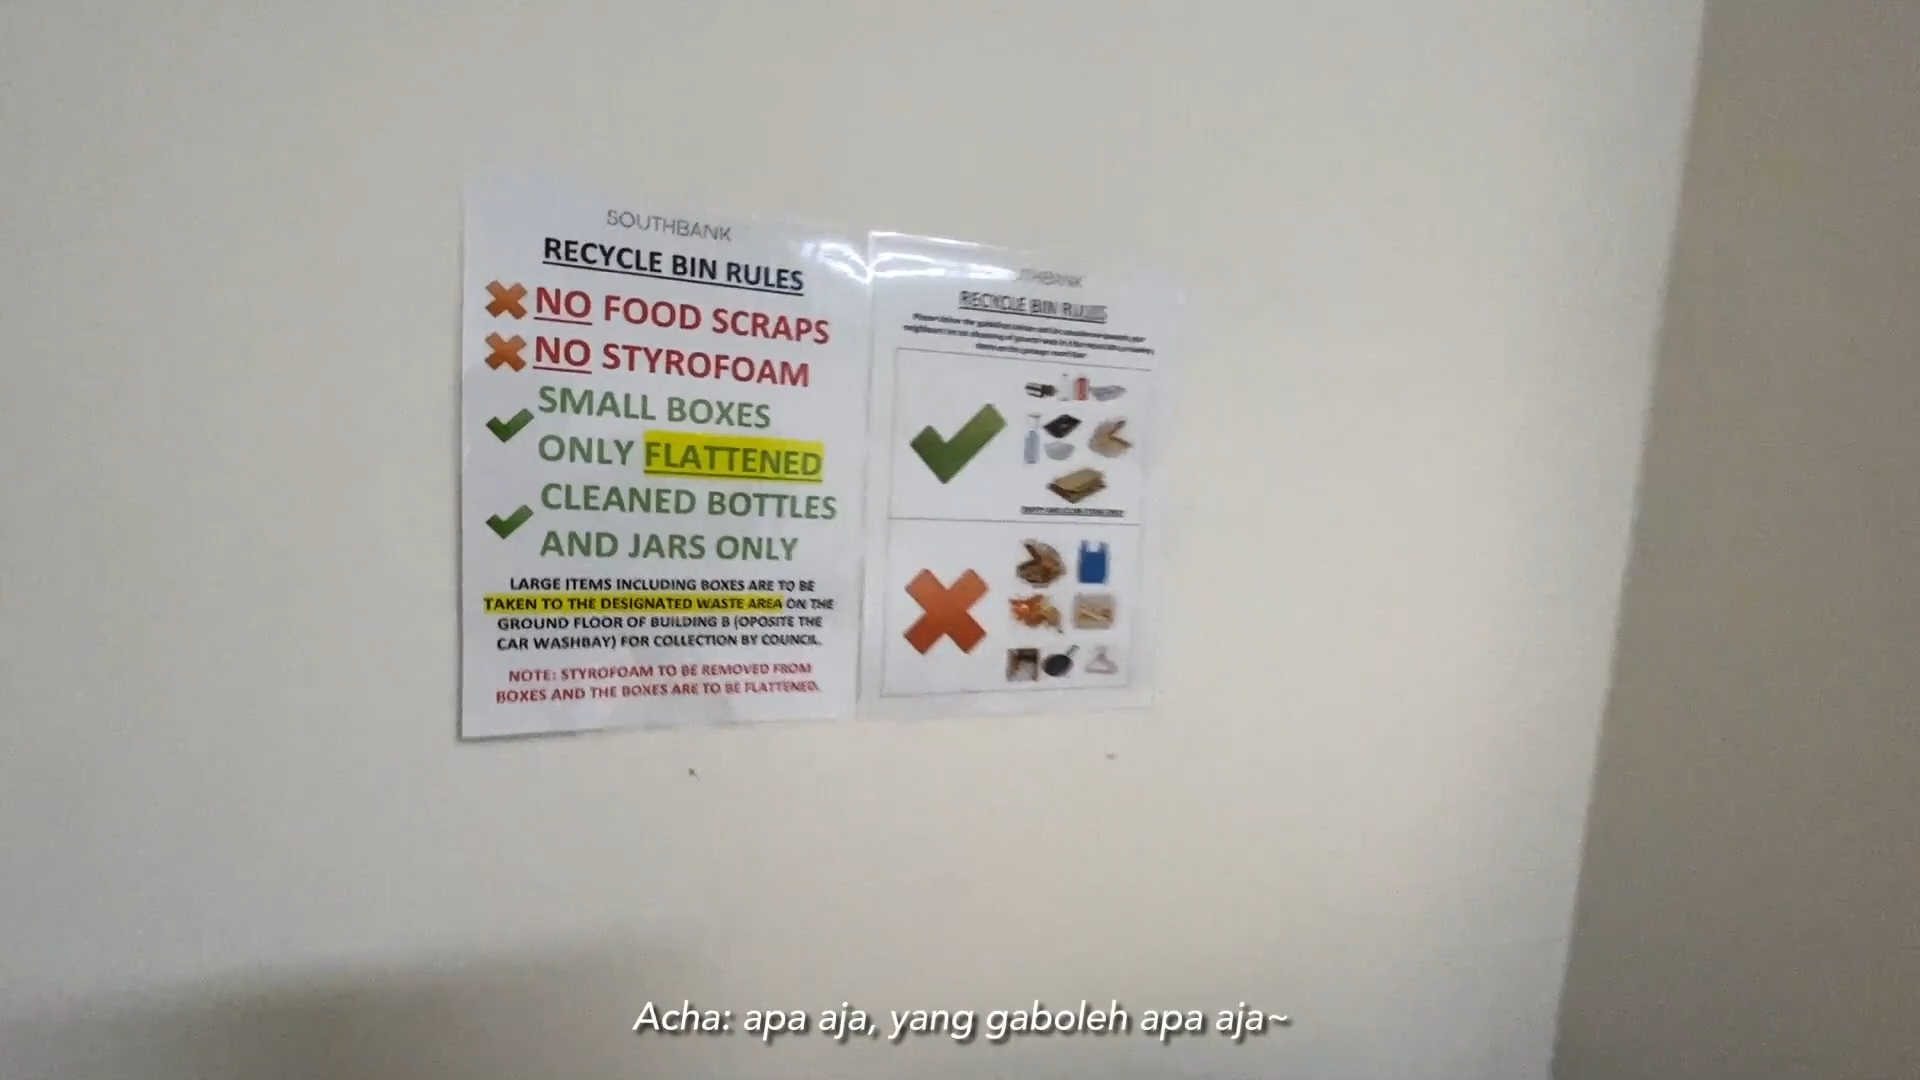 SOUTHBANK
RECYCLE BIN RULES
NO FOOD SCRAPS
NO STYROFOAM
SMALL BOXES
ONLY FLATTENED
CLEANED BOTTLES
AND JARS ONLY
LARGE ITEMS INCLUDING BOXES ARE TO BE
TAKEN TO THE DESIGNATED WASTE AREA ON THE
GROUND FLOOR OF BUILDING B (OPOSITE THE
CAR WASHBAY) FOR COLLECTION BY COUNCIL.
NOTE: STYROFOAM TO BE REMOVED FROM
BOXES AND THE BOXES ARE TO BE FLATTENED.
RECYCLE BIN RULES
Acha: apa aja, yang gaboleh apa aja~